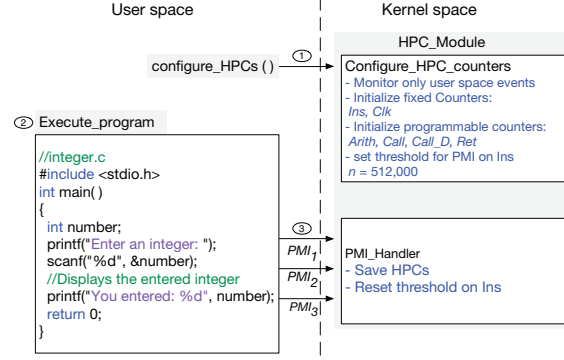 User space
Kernel space
HPC_Module
configure_HPCs ( )
1
Configure_HPC_counters
- Monitor only user space events
- Initialize fixed Counters:
Ins, Clk
- Initialize programmable counters:
Arith, Call, Call_D, Ret
- set threshold for PMI on Ins
n = 512,000
2 Execute_program
//integer.c
#include <stdio.h>
int main( )
{
int number;
printf("Enter an integer: ");
scanf("%d", &number);
//Displays the entered integer
printf("You entered: %d", number);
return 0;
}
3
PMI1
PMI2
PMI3
PMI_Handler
- Save HPCs
- Reset threshold on Ins